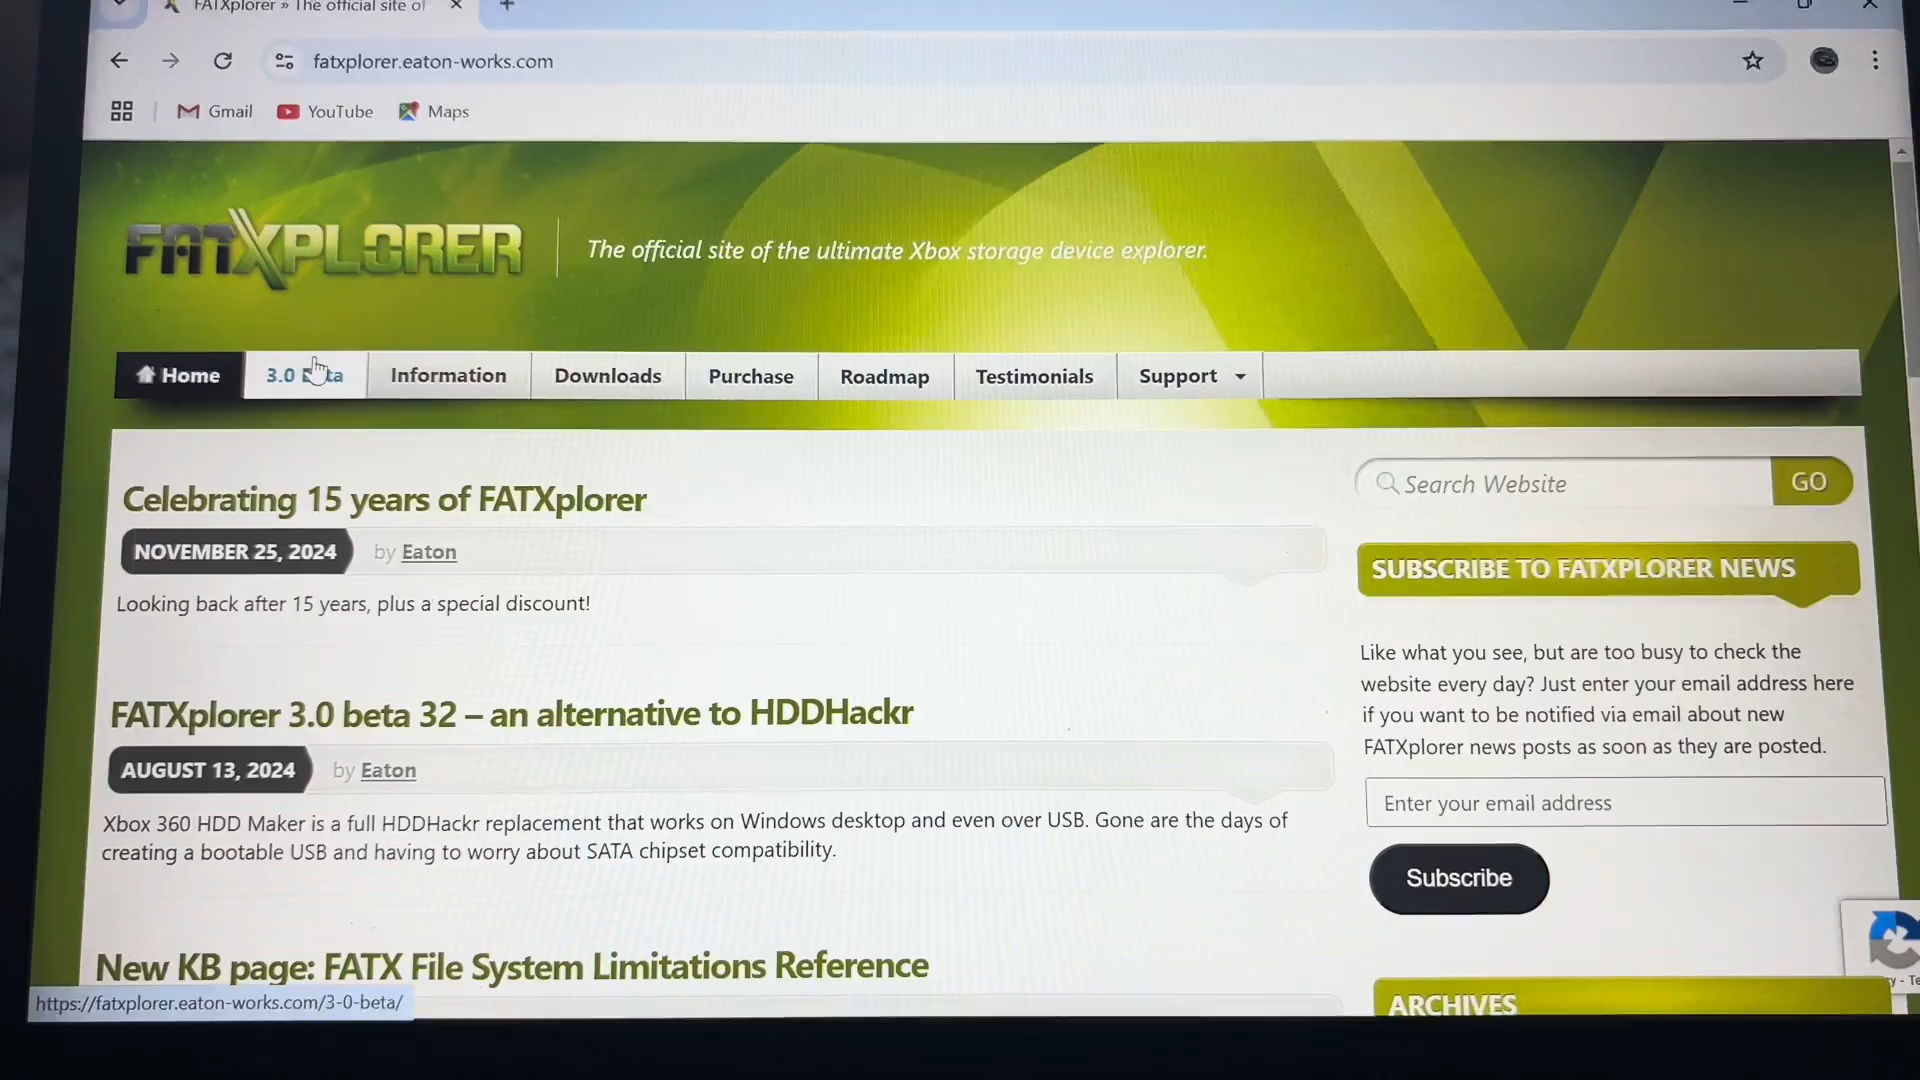 FATXplorer » The official site of
fatxplorer.eaton-works.com
Gmail YouTube Maps
FATXPLORER
The official site of the ultimate Xbox storage device explorer.
Home 3.0 Information Downloads Purchase Roadmap Testimonials Support
Celebrating 15 years of FATXplorer
NOVEMBER 25, 2024 by Eaton
Looking back after 15 years, plus a special discount!
FATXplorer 3.0 beta 32 – an alternative to HDDHackr
AUGUST 13, 2024 by Eaton
Xbox 360 HDD Maker is a full HDDHackr replacement that works on Windows desktop and even over USB. Gone are the days of
creating a bootable USB and having to worry about SATA chipset compatibility.
New KB page: FATX File System Limitations Reference
https://fatxplorer.eaton-works.com/3-0-beta/
Search Website GO
SUBSCRIBE TO FATXPLORER NEWS
Like what you see, but are too busy to check the
website every day? Just enter your email address here
if you want to be notified via email about new
FATXplorer news posts as soon as they are posted.
Enter your email address
Subscribe
ARCHIVES